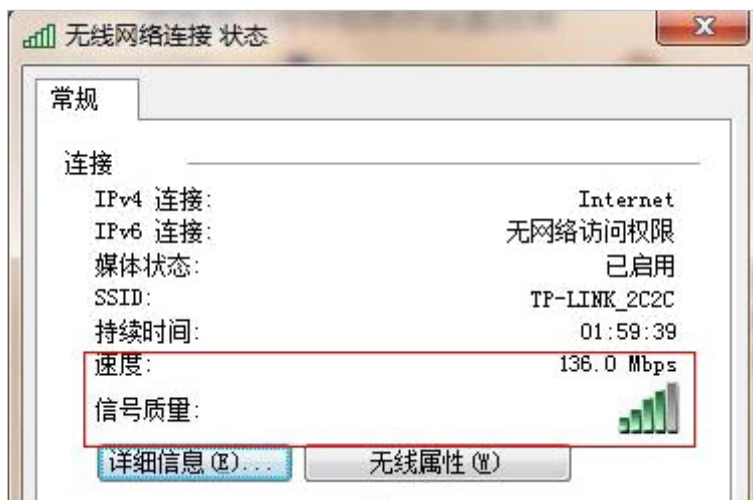 无线网络连接 状态
常规
连接
IPv4 连接: Internet
IPv6 连接: 无网络访问权限
媒体状态: 已启用
SSID: TP-LINK_2C2C
持续时间: 01:59:39
速度: 136.0 Mbps
信号质量:
详细信息(E)... 无线属性(W)